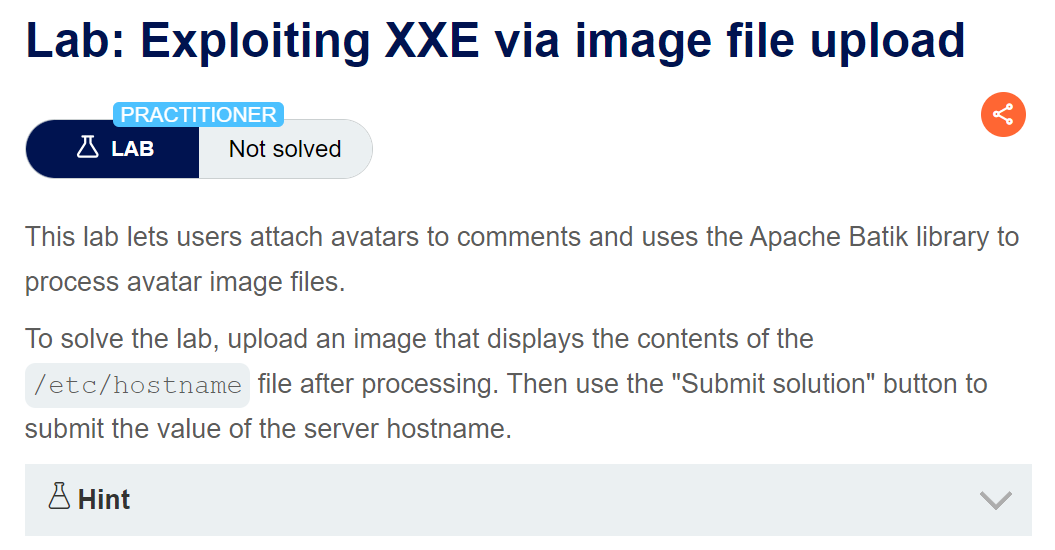 Lab: Exploiting XXE via image file upload
PRACTITIONER
LAB
Not solved
This lab lets users attach avatars to comments and uses the Apache Batik library to
process avatar image files.
To solve the lab, upload an image that displays the contents of the
/etc/hostname file after processing. Then use the "Submit solution" button to
submit the value of the server hostname.
Hint